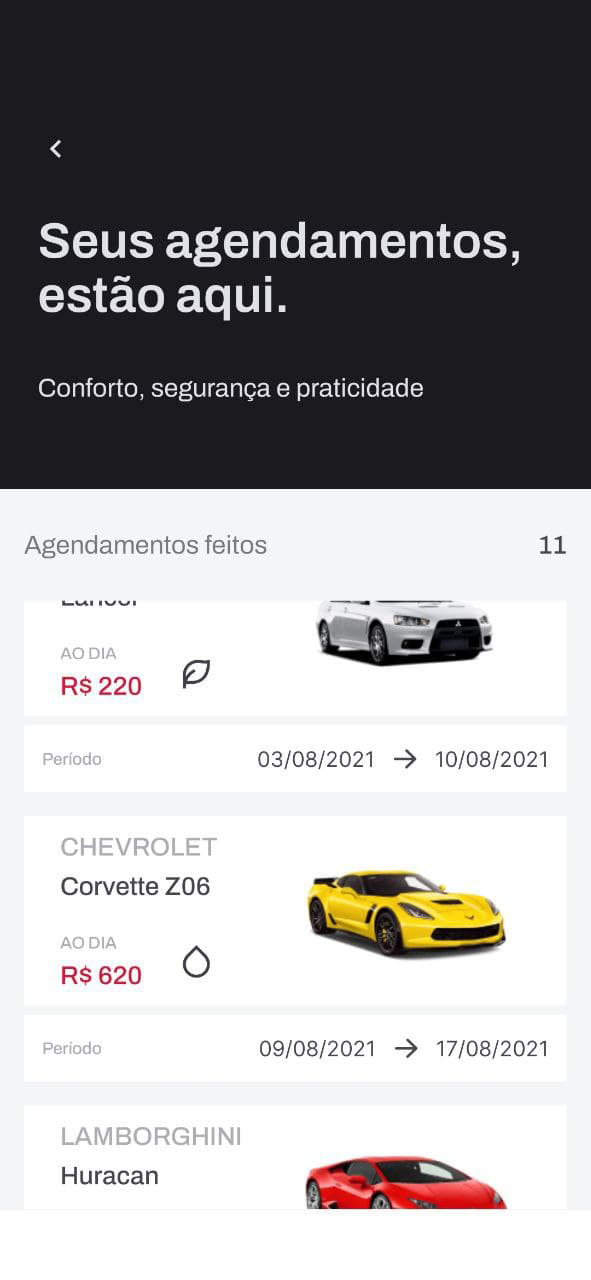 Seus agendamentos,
estão aqui.
Conforto, segurança e praticidade
Agendamentos feitos 11
Lancer
AO DIA
R$ 220
Período 03/08/2021 → 10/08/2021
CHEVROLET
Corvette Z06
AO DIA
R$ 620
Período 09/08/2021 → 17/08/2021
LAMBORGHINI
Huracan